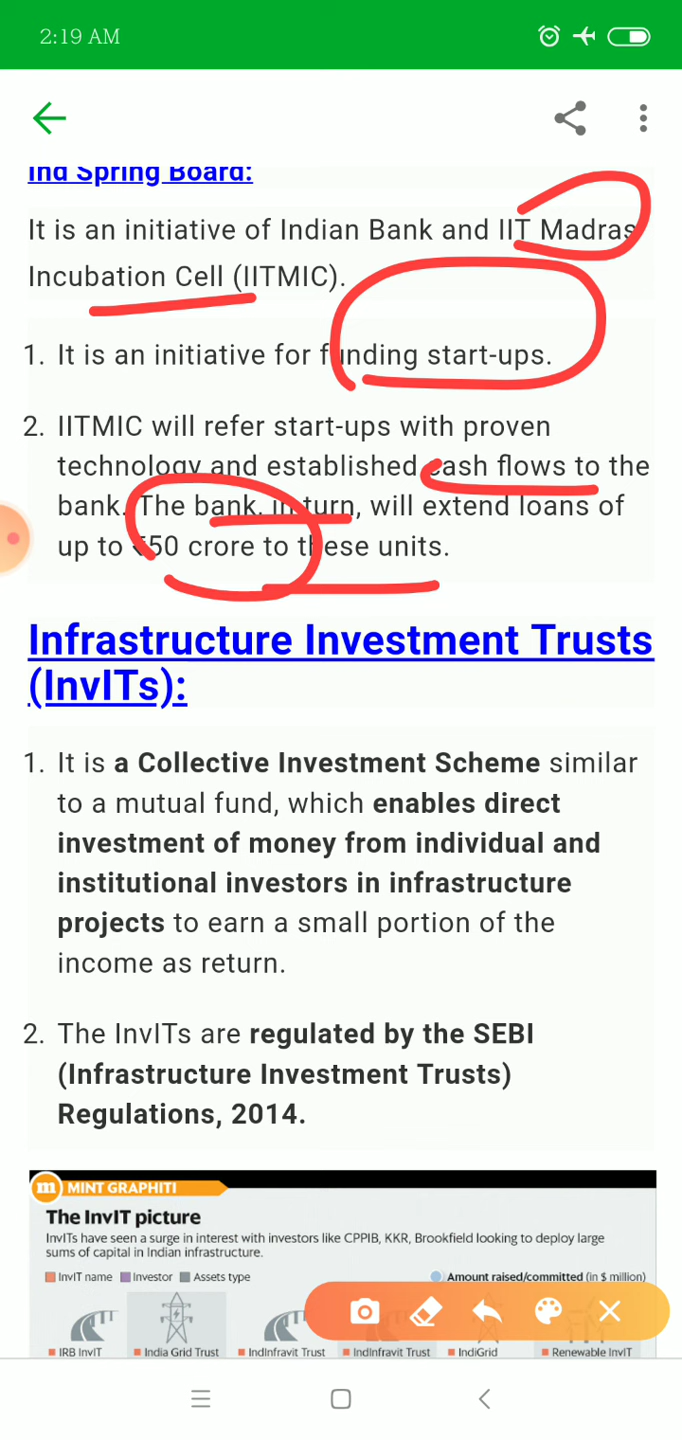 2:19 AM
Ind Spring Board:
It is an initiative of Indian Bank and IIT Madras
Incubation Cell (IITMIC).
1. It is an initiative for funding start-ups.
2. IITMIC will refer start-ups with proven
technology and established cash flows to the
bank. The bank, in turn, will extend loans of
up to ₹50 crore to these units.
Infrastructure Investment Trusts
(InvITs):
1. It is a Collective Investment Scheme similar
to a mutual fund, which enables direct
investment of money from individual and
institutional investors in infrastructure
projects to earn a small portion of the
income as return.
2. The InvITs are regulated by the SEBI
(Infrastructure Investment Trusts)
Regulations, 2014.
m MINT GRAPHITI
The InvIT picture
InvITs have seen a surge in interest with investors like CPPIB, KKR, Brookfield looking to deploy large
sums of capital in Indian infrastructure.
InvIT name Investor Assets type Amount raised/committed (in $ million)
IRB InvIT India Grid Trust IndInfravit Trust IndInfravit Trust IndiGrid Renewable InvIT